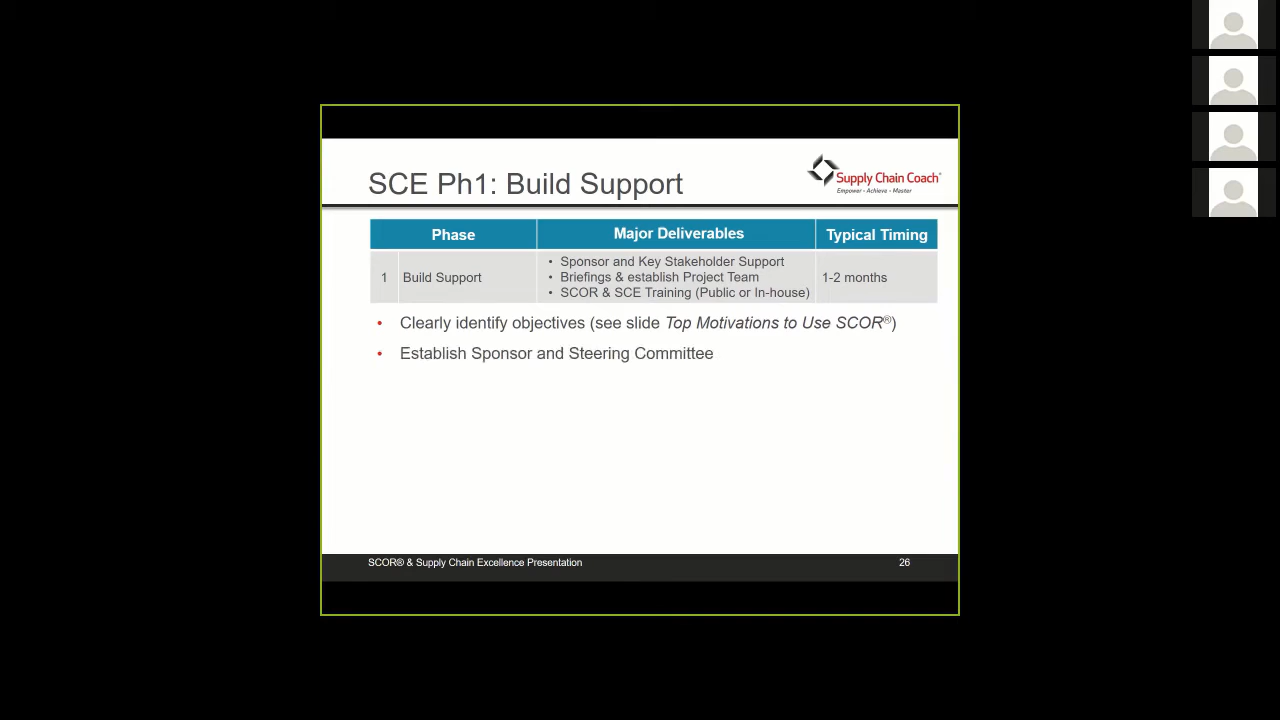 SCE Ph1: Build Support
Supply Chain Coach
Empower - Achieve - Master
Phase
Major Deliverables
Typical Timing
1
Build Support
• Sponsor and Key Stakeholder Support
• Briefings & establish Project Team
• SCOR & SCE Training (Public or In-house)
1-2 months
• Clearly identify objectives (see slide Top Motivations to Use SCOR®)
• Establish Sponsor and Steering Committee
SCOR® & Supply Chain Excellence Presentation
26